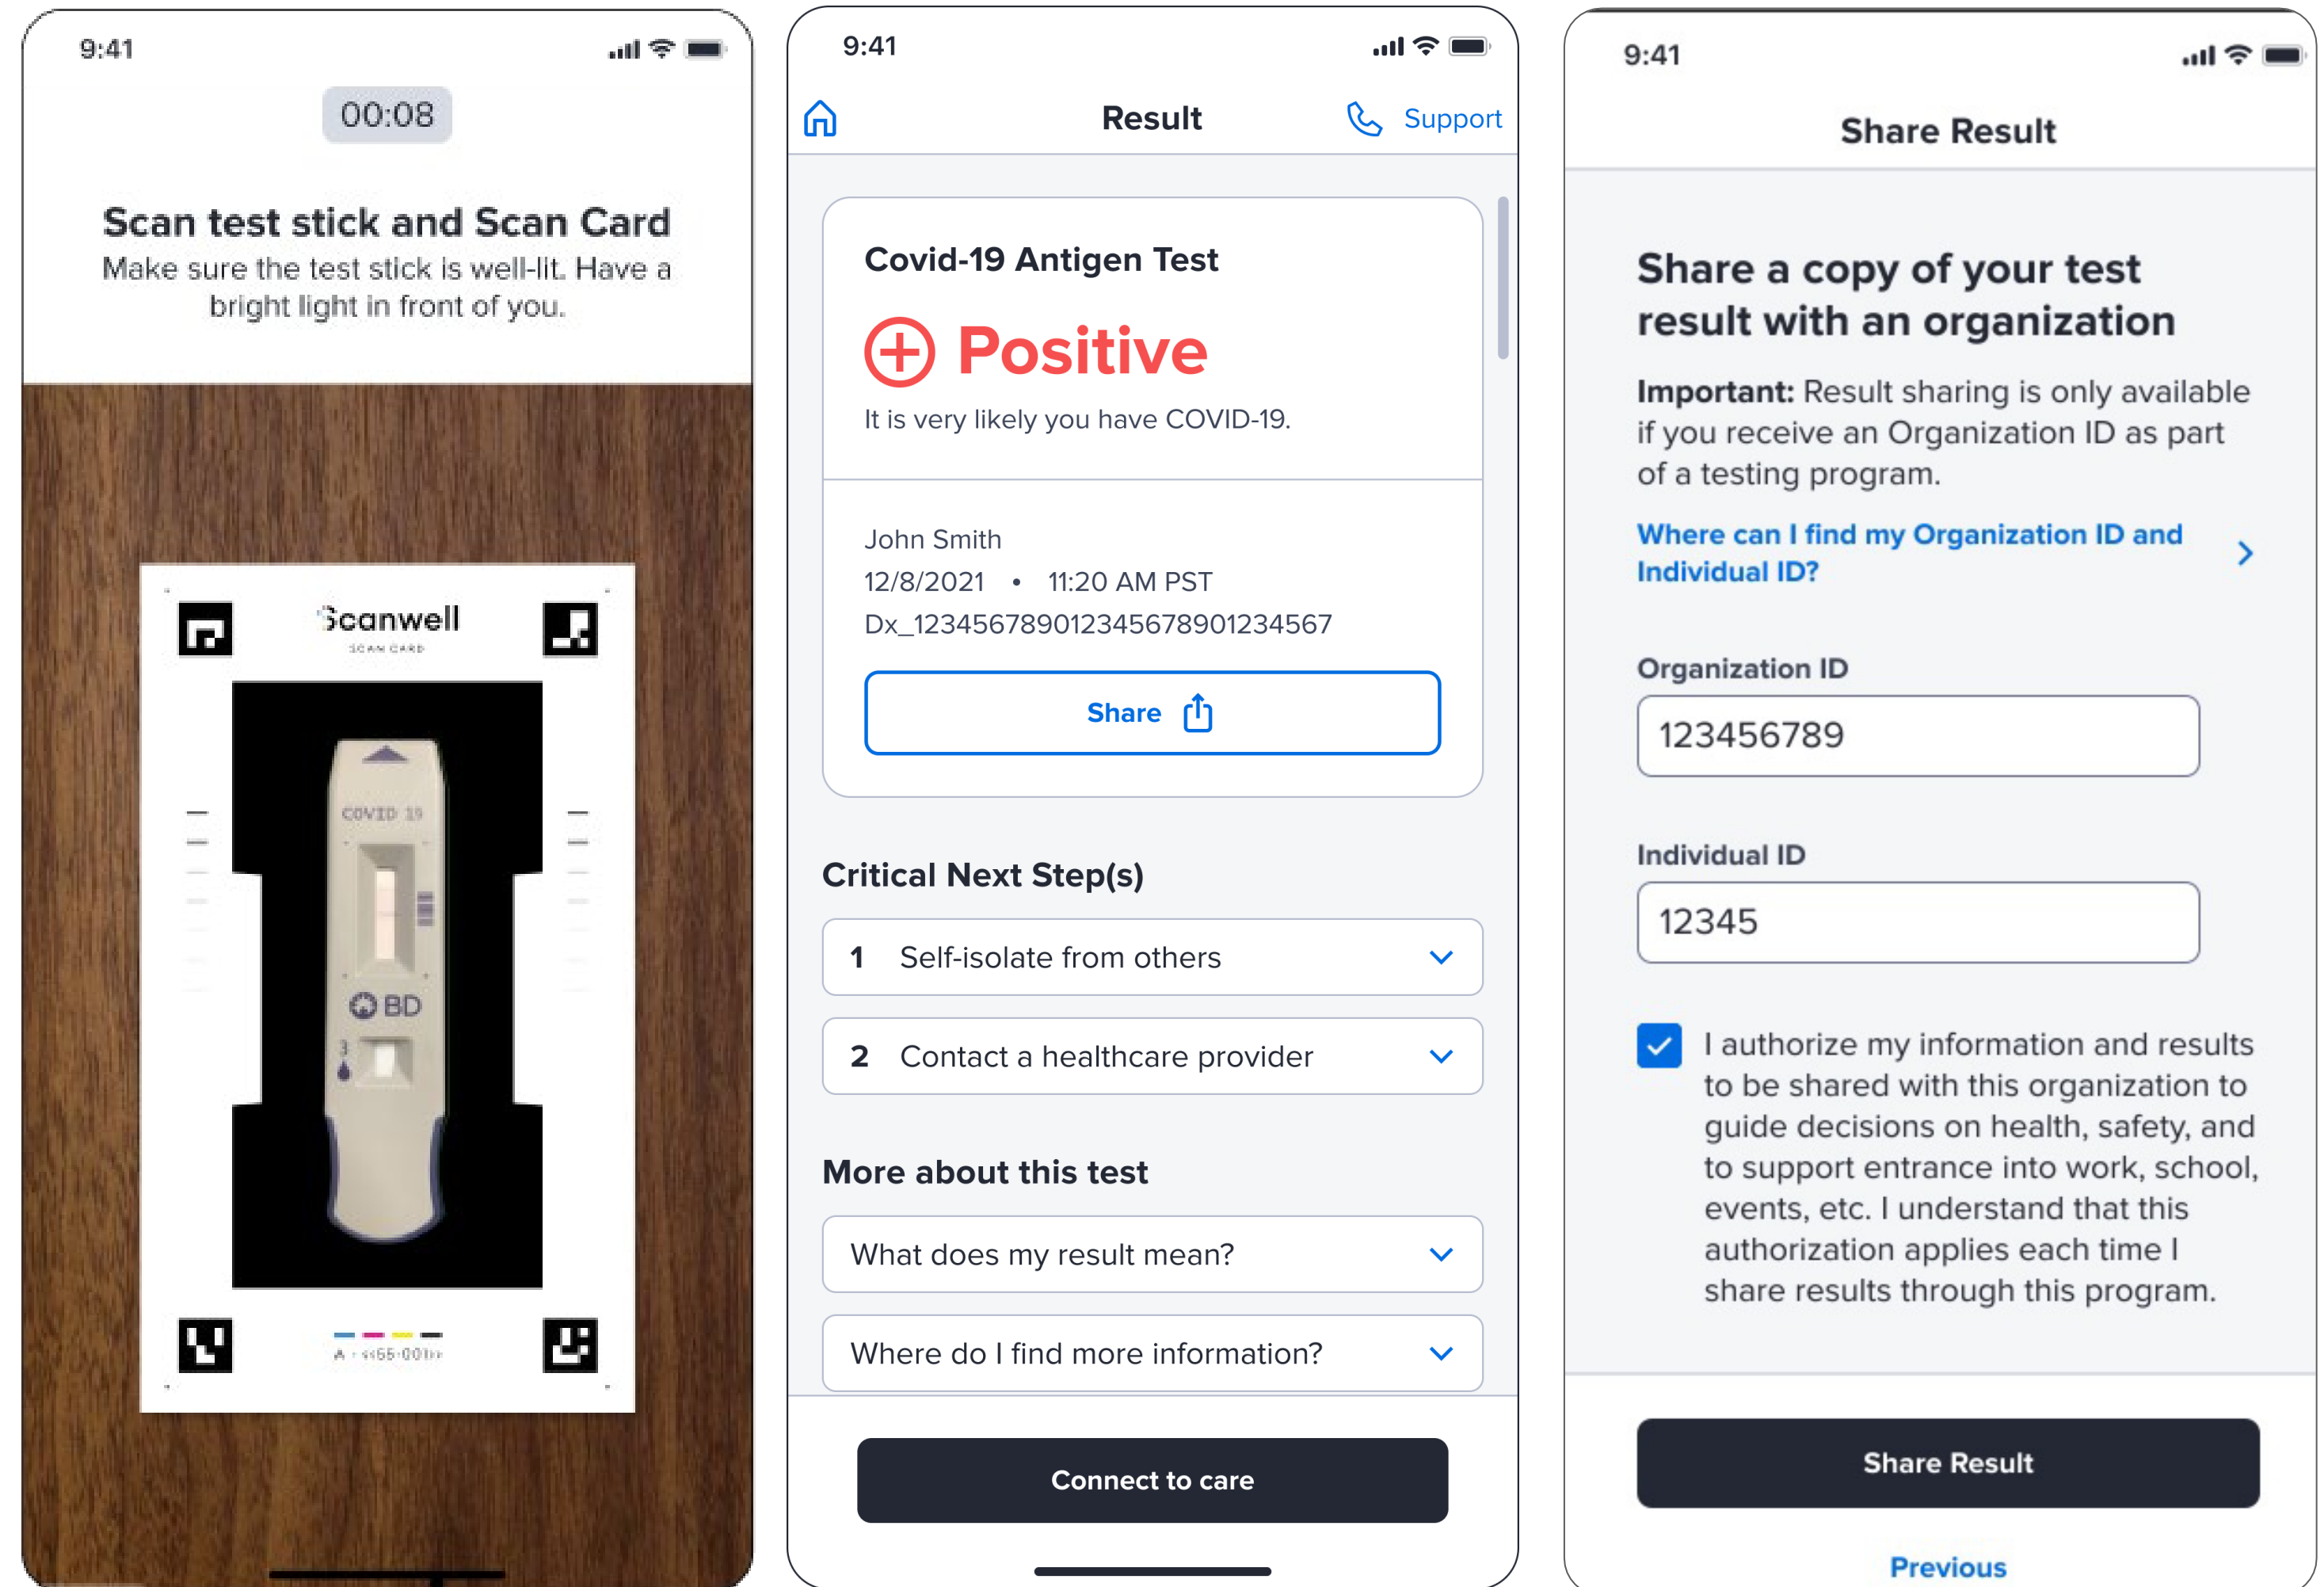 9:41
00:08
Scan test stick and Scan Card
Make sure the test stick is well-lit. Have a
bright light in front of you.
Scanwell
SCAN CARD
COVID 19
BD
3
9:41
Result
Support
Covid-19 Antigen Test
Positive
It is very likely you have COVID-19.
John Smith
12/8/2021 • 11:20 AM PST
Dx_123456789012345678901234567
Share
Critical Next Step(s)
1 Self-isolate from others
2 Contact a healthcare provider
More about this test
What does my result mean?
Where do I find more information?
Connect to care
9:41
Share Result
Share a copy of your test
result with an organization
Important: Result sharing is only available
if you receive an Organization ID as part
of a testing program.
Where can I find my Organization ID and
Individual ID?
Organization ID
123456789
Individual ID
12345
I authorize my information and results
to be shared with this organization to
guide decisions on health, safety, and
to support entrance into work, school,
events, etc. I understand that this
authorization applies each time I
share results through this program.
Share Result
Previous